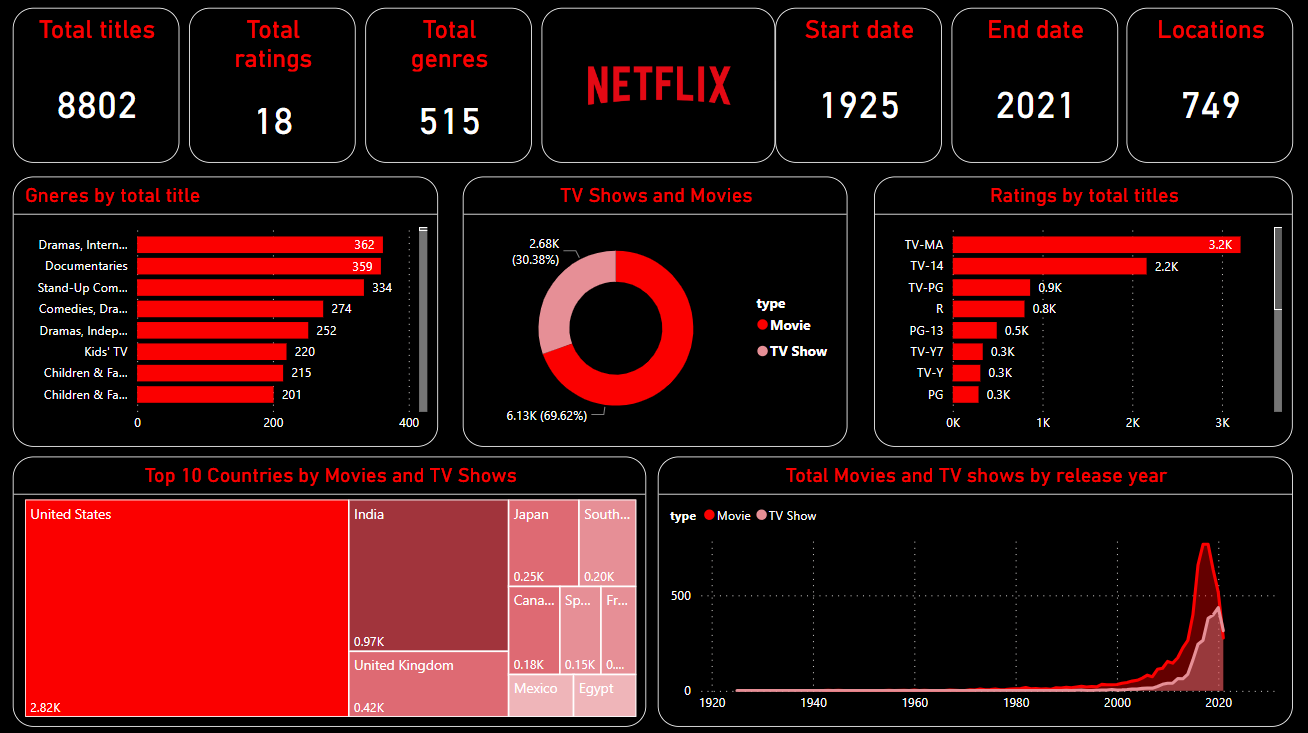 Total titles
8802
Total
ratings
18
Total
genres
515
NETFLIX
Start date
1925
End date
2021
Locations
749
Gneres by total title
Dramas, Intern...
362
Documentaries
359
Stand-Up Com...
334
Comedies, Dra...
274
Dramas, Indep...
252
Kids' TV
220
Children & Fa...
215
Children & Fa...
201
0
200
400
TV Shows and Movies
2.68K
(30.38%)
6.13K (69.62%)
type
Movie
TV Show
Ratings by total titles
TV-MA
3.2K
TV-14
2.2K
TV-PG
0.9K
R
0.8K
PG-13
0.5K
TV-Y7
0.3K
TV-Y
0.3K
PG
0.3K
0K
1K
2K
3K
Top 10 Countries by Movies and TV Shows
United States
2.82K
India
0.97K
United Kingdom
0.42K
Japan
0.25K
South...
0.20K
Cana...
0.18K
Sp...
0.15K
Fr...
0....
Mexico
Egypt
Total Movies and TV shows by release year
type Movie TV Show
500
0
1920
1940
1960
1980
2000
2020